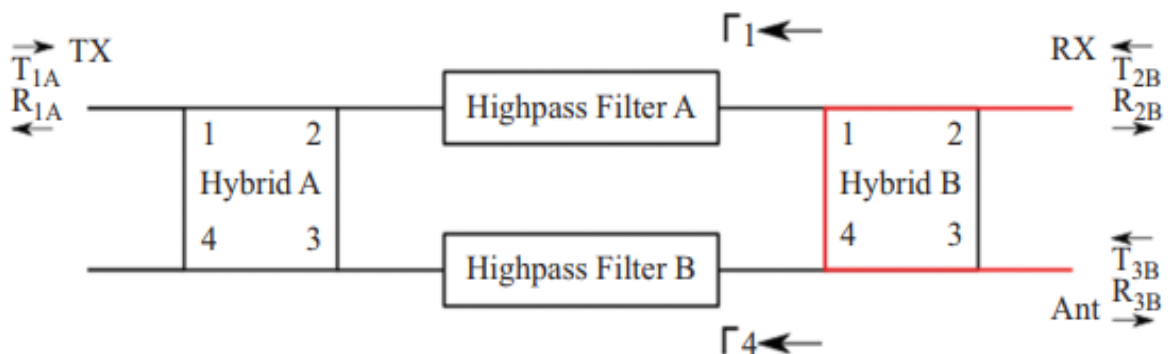 TX
T1A
R1A
1 2
Hybrid A
4 3
Highpass Filter A
Highpass Filter B
Γ1
Γ4
1 2
Hybrid B
4 3
RX
T2B
R2B
T3B
R3B
Ant